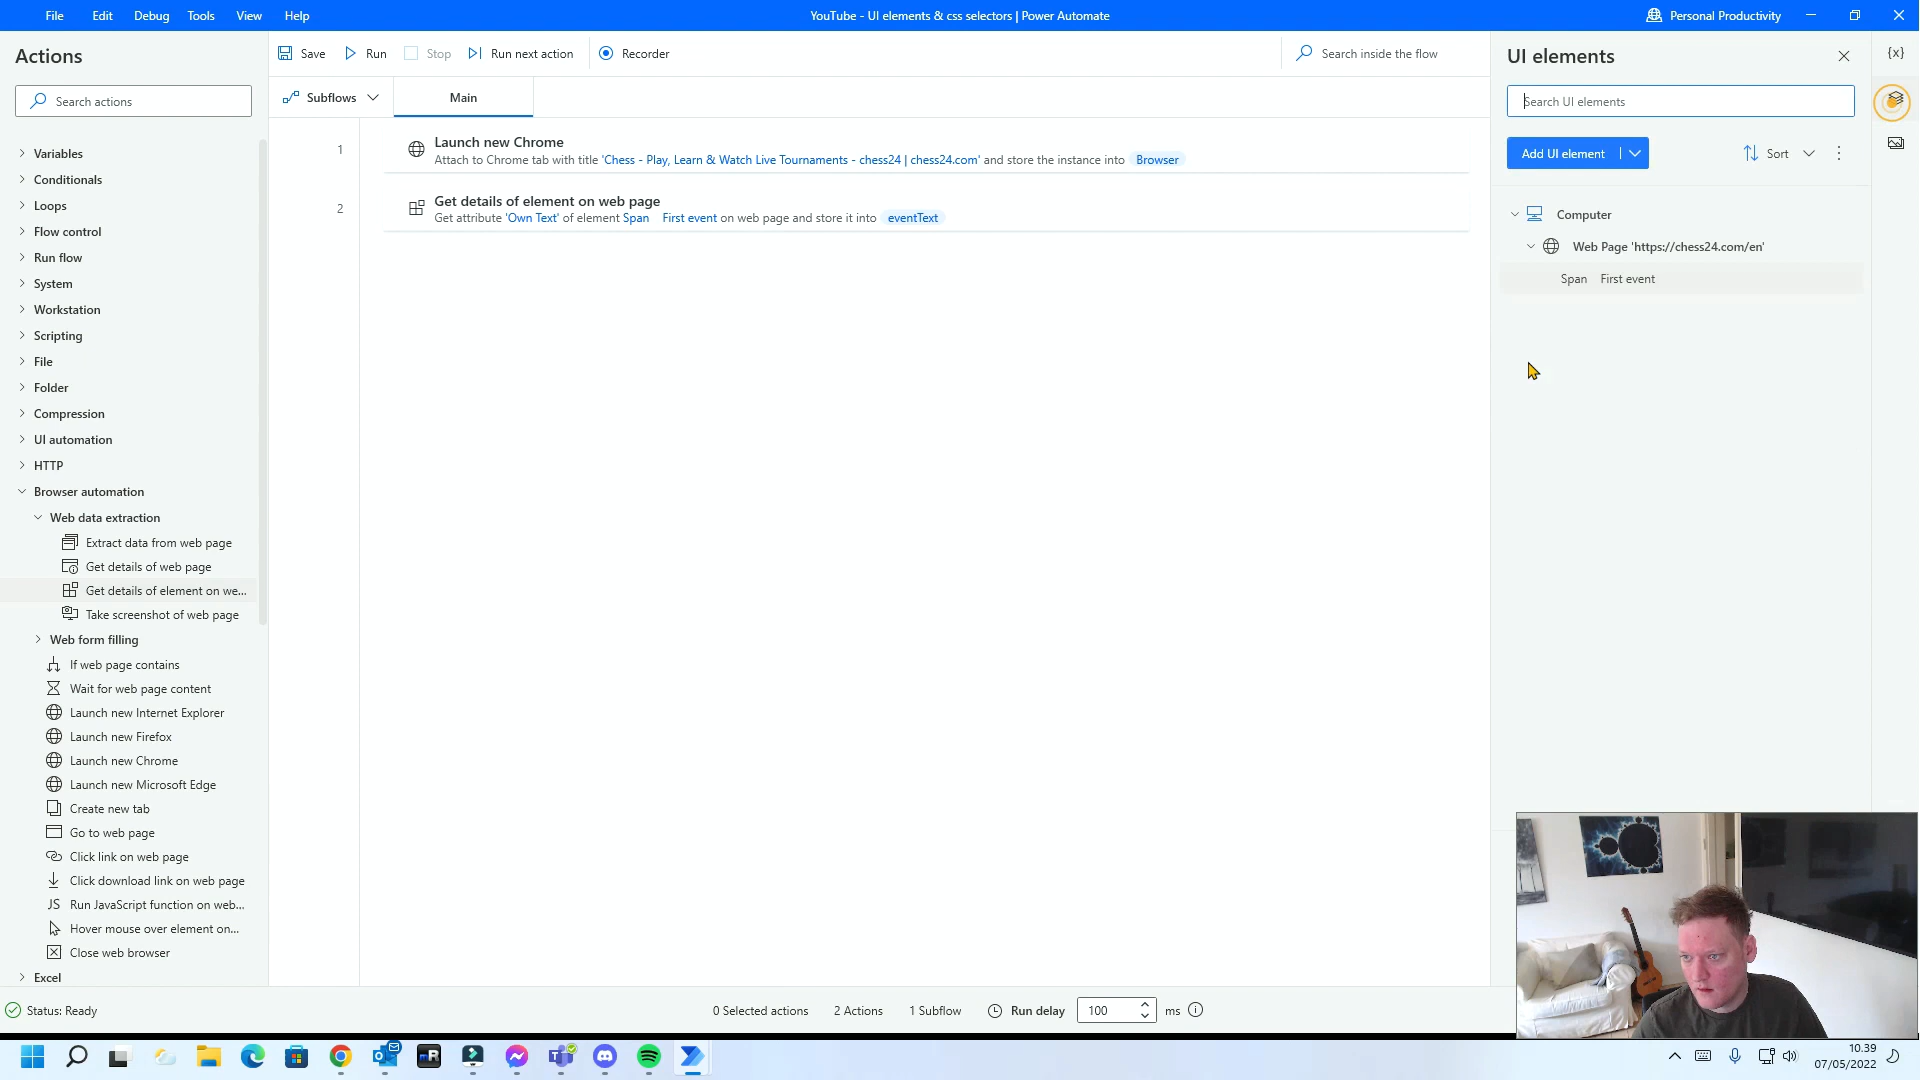 File Edit Debug Tools View Help
YouTube - UI elements & css selectors | Power Automate
Personal Productivity
Actions
Search actions
Variables
Conditionals
Loops
Flow control
Run flow
System
Workstation
Scripting
File
Folder
Compression
UI automation
HTTP
Browser automation
Web data extraction
Extract data from web page
Get details of web page
Get details of element on we...
Take screenshot of web page
Web form filling
If web page contains
Wait for web page content
Launch new Internet Explorer
Launch new Firefox
Launch new Chrome
Launch new Microsoft Edge
Create new tab
Go to web page
Click link on web page
Click download link on web page
JS Run JavaScript function on web...
Hover mouse over element on...
Close web browser
Excel
Save Run Stop Run next action Recorder
Search inside the flow
Subflows Main
1 Launch new Chrome
Attach to Chrome tab with title 'Chess - Play, Learn & Watch Live Tournaments - chess24 | chess24.com' and store the instance into Browser
2 Get details of element on web page
Get attribute 'Own Text' of element Span First event on web page and store it into eventText
UI elements
{x}
Search UI elements
Add UI element Sort
Computer
Web Page 'https://chess24.com/en'
Span First event
Status: Ready
0 Selected actions 2 Actions 1 Subflow Run delay 100 ms
10.39
07/05/2022